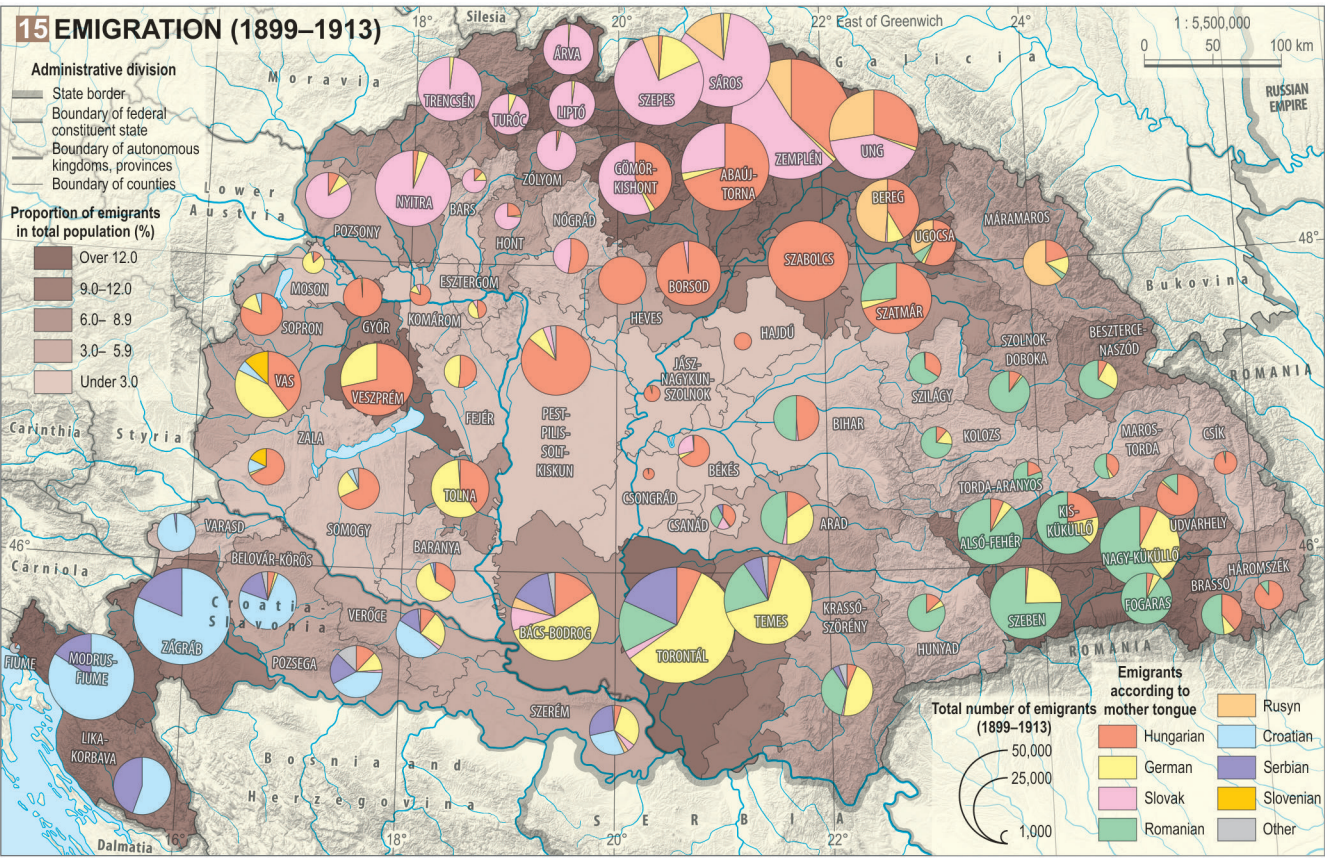 15 EMIGRATION (1899–1913)
Administrative division
State border
Boundary of federal
constituent state
Boundary of autonomous
kingdoms, provinces
Boundary of counties
Proportion of emigrants
in total population (%)
Over 12.0
9.0–12.0
6.0– 8.9
3.0– 5.9
Under 3.0
18°
Silesia
20°
22° East of Greenwich
24°
1 : 5,500,000
0 50 100 km
Moravia
Galicia
RUSSIAN
EMPIRE
Lower
Austria
Bukovina
48°
ROMANIA
Carinthia
Styria
46°
Carniola
Croatia-
Slavonia
Bosnia and
Herzegovina
Dalmatia
16°
18°
20°
SERBIA
22°
ROMANIA
46°
ÁRVA
TRENCSÉN
TURÓC
LIPTÓ
SZEPES
SÁROS
ZEMPLÉN
UNG
NYITRA
BARS
ZÓLYOM
GÖMÖR-
KISHONT
ABAÚJ-
TORNA
BEREG
UGOCSA
MÁRAMAROS
POZSONY
HONT
NÓGRÁD
BORSOD
SZABOLCS
SZATMÁR
MOSON
SOPRON
GYŐR
KOMÁROM
ESZTERGOM
HEVES
HAJDÚ
SZOLNOK-
DOBOKA
BESZTERCE-
NASZÓD
VAS
VESZPRÉM
FEJÉR
PEST-
PILIS-
SOLT-
KISKUN
JÁSZ-
NAGYKUN-
SZOLNOK
SZILÁGY
BIHAR
KOLOZS
MAROS-
TORDA
CSÍK
ZALA
SOMOGY
TOLNA
BÉKÉS
CSONGRÁD
CSANÁD
ARAD
TORDA-ARANYOS
ALSÓ-FEHÉR
KIS-
KÜKÜLLŐ
NAGY-KÜKÜLLŐ
UDVARHELY
VARASD
BELOVÁR-KŐRÖS
BARANYA
VERŐCE
ZÁGRÁB
POZSEGA
BÁCS-BODROG
TORONTÁL
TEMES
KRASSÓ-
SZÖRÉNY
HUNYAD
SZEBEN
FOGARAS
BRASSÓ
HÁROMSZÉK
FIUME
MODRUS-
FIUME
LIKA-
KORBAVA
SZERÉM
Total number of emigrants
(1899–1913)
50,000
25,000
1,000
Emigrants
according to
mother tongue
Hungarian
German
Slovak
Romanian
Rusyn
Croatian
Serbian
Slovenian
Other